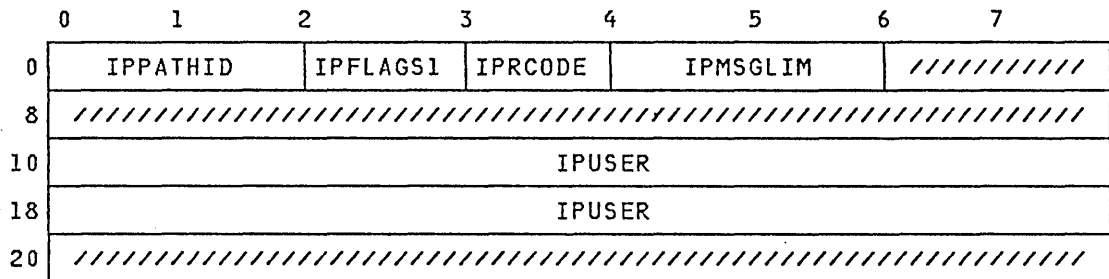 0 1 2 3 4 5 6 7
0 IPPATHID IPFLAGS1 IPRCODE IPMSGLIM ///////////
8 ///////////////////////////////////////////////////////////////
10 IPUSER
18 IPUSER
20 ///////////////////////////////////////////////////////////////